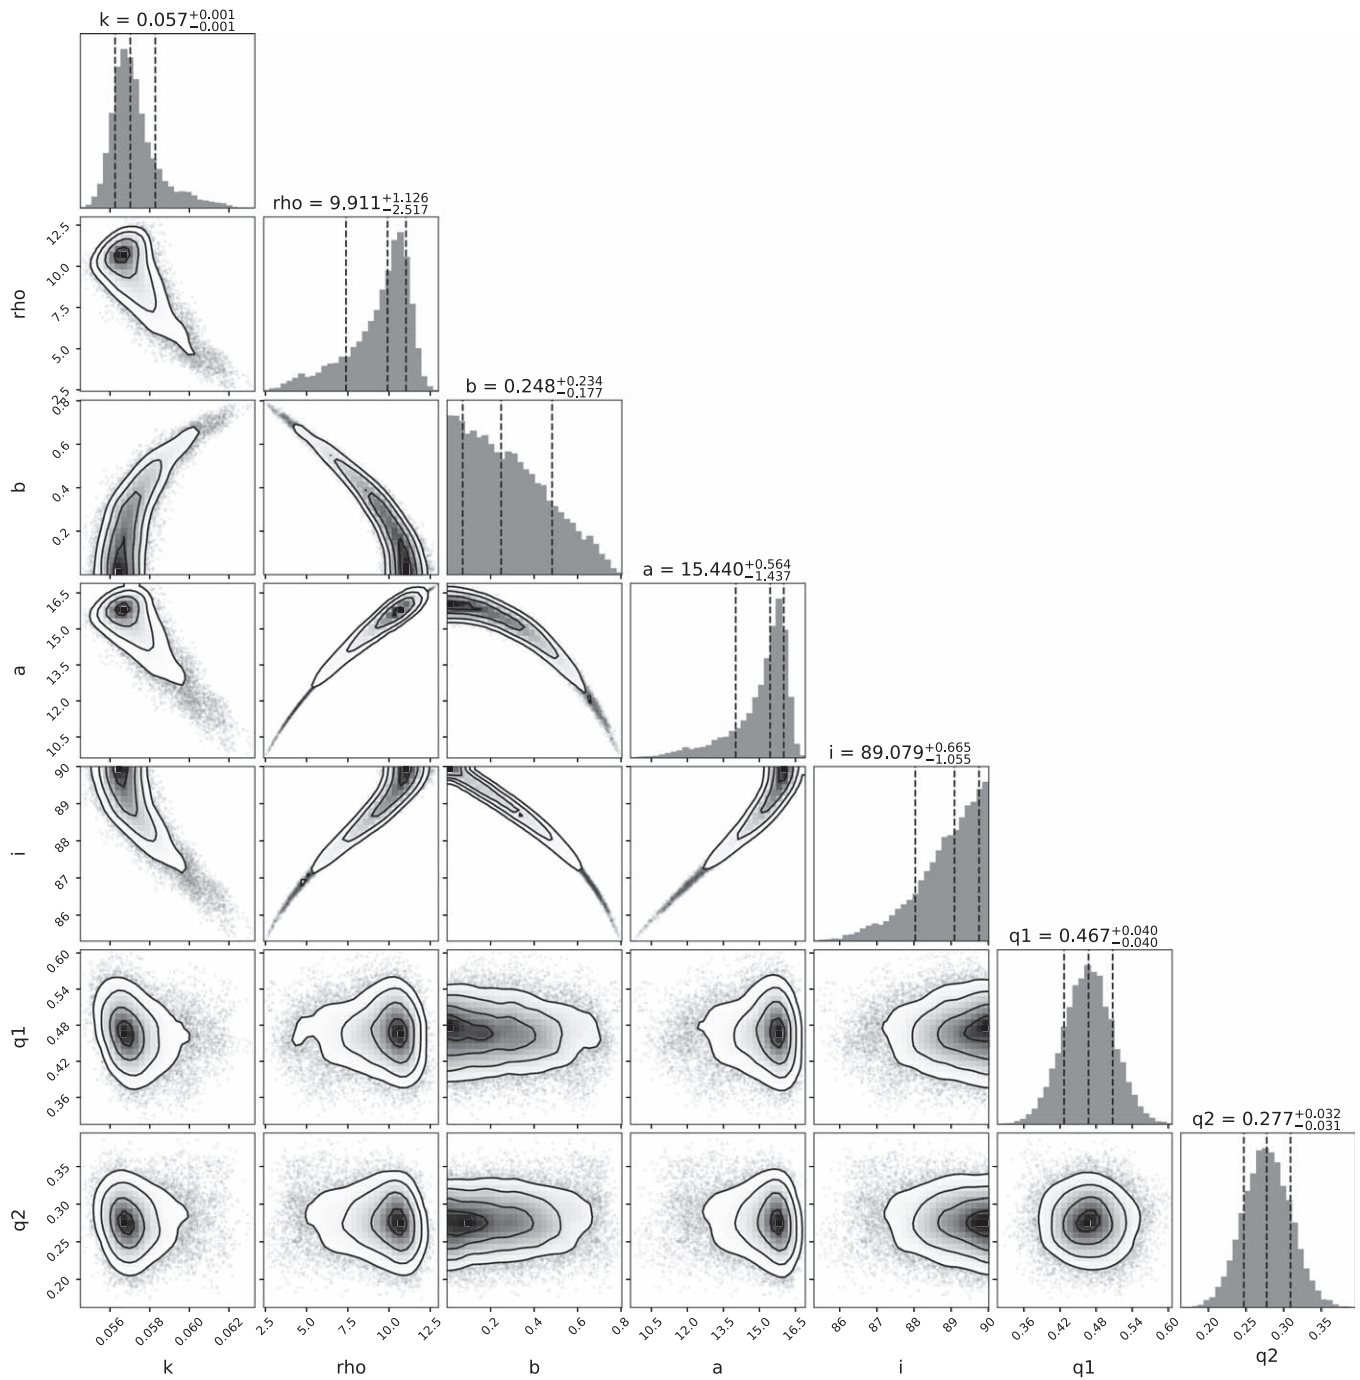 k = 0.057+0.001−0.001
rho = 9.911+1.126−2.517
12.5
10.0
7.5
5.0
2.5
rho
b = 0.248+0.234−0.177
0.8
0.6
0.4
0.2
b
a = 15.440+0.564−1.437
16.5
15.0
13.5
12.0
10.5
a
i = 89.079+0.665−1.055
90
89
88
87
86
i
q1 = 0.467+0.040−0.040
0.60
0.54
0.48
0.42
0.36
q1
q2 = 0.277+0.032−0.031
0.35
0.30
0.25
0.20
q2
0.056 0.058 0.060 0.062
2.5 5.0 7.5 10.0 12.5
0.2 0.4 0.6 0.8
10.5 12.0 13.5 15.0 16.5
86 87 88 89 90
0.36 0.42 0.48 0.54 0.60
0.20 0.25 0.30 0.35
k rho b a i q1 q2